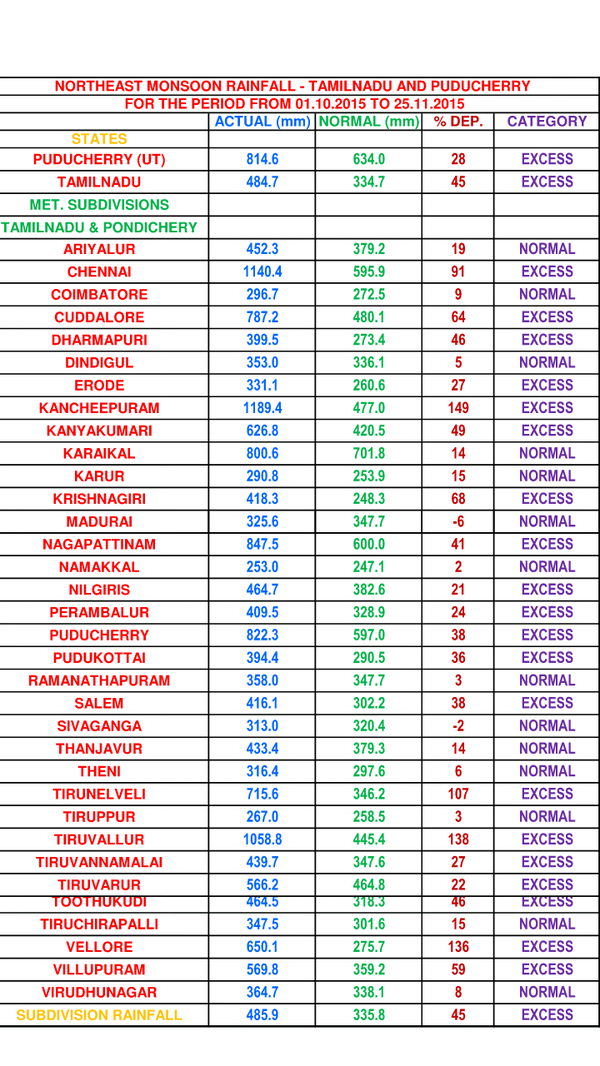 NORTHEAST MONSOON RAINFALL - TAMILNADU AND PUDUCHERRY
FOR THE PERIOD FROM 01.10.2015 TO 25.11.2015
ACTUAL (mm) NORMAL (mm) % DEP. CATEGORY
STATES
PUDUCHERRY (UT) 814.6 634.0 28 EXCESS
TAMILNADU 484.7 334.7 45 EXCESS
MET. SUBDIVISIONS
TAMILNADU & PONDICHERY
ARIYALUR 452.3 379.2 19 NORMAL
CHENNAI 1140.4 595.9 91 EXCESS
COIMBATORE 296.7 272.5 9 NORMAL
CUDDALORE 787.2 480.1 64 EXCESS
DHARMAPURI 399.5 273.4 46 EXCESS
DINDIGUL 353.0 336.1 5 NORMAL
ERODE 331.1 260.6 27 EXCESS
KANCHEEPURAM 1189.4 477.0 149 EXCESS
KANYAKUMARI 626.8 420.5 49 EXCESS
KARAIKAL 800.6 701.8 14 NORMAL
KARUR 290.8 253.9 15 NORMAL
KRISHNAGIRI 418.3 248.3 68 EXCESS
MADURAI 325.6 347.7 -6 NORMAL
NAGAPATTINAM 847.5 600.0 41 EXCESS
NAMAKKAL 253.0 247.1 2 NORMAL
NILGIRIS 464.7 382.6 21 EXCESS
PERAMBALUR 409.5 328.9 24 EXCESS
PUDUCHERRY 822.3 597.0 38 EXCESS
PUDUKOTTAI 394.4 290.5 36 EXCESS
RAMANATHAPURAM 358.0 347.7 3 NORMAL
SALEM 416.1 302.2 38 EXCESS
SIVAGANGA 313.0 320.4 -2 NORMAL
THANJAVUR 433.4 379.3 14 NORMAL
THENI 316.4 297.6 6 NORMAL
TIRUNELVELI 715.6 346.2 107 EXCESS
TIRUPPUR 267.0 258.5 3 NORMAL
TIRUVALLUR 1058.8 445.4 138 EXCESS
TIRUVANNAMALAI 439.7 347.6 27 EXCESS
TIRUVARUR 566.2 464.8 22 EXCESS
TOOTHUKUDI 464.5 318.3 46 EXCESS
TIRUCHIRAPALLI 347.5 301.6 15 NORMAL
VELLORE 650.1 275.7 136 EXCESS
VILLUPURAM 569.8 359.2 59 EXCESS
VIRUDHUNAGAR 364.7 338.1 8 NORMAL
SUBDIVISION RAINFALL 485.9 335.8 45 EXCESS